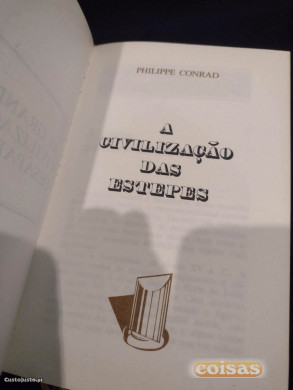 PHILIPPE CONRAD
A
CIVILIZAÇÃO
DAS
ESTEPES
CustoJusto.pt
coisas